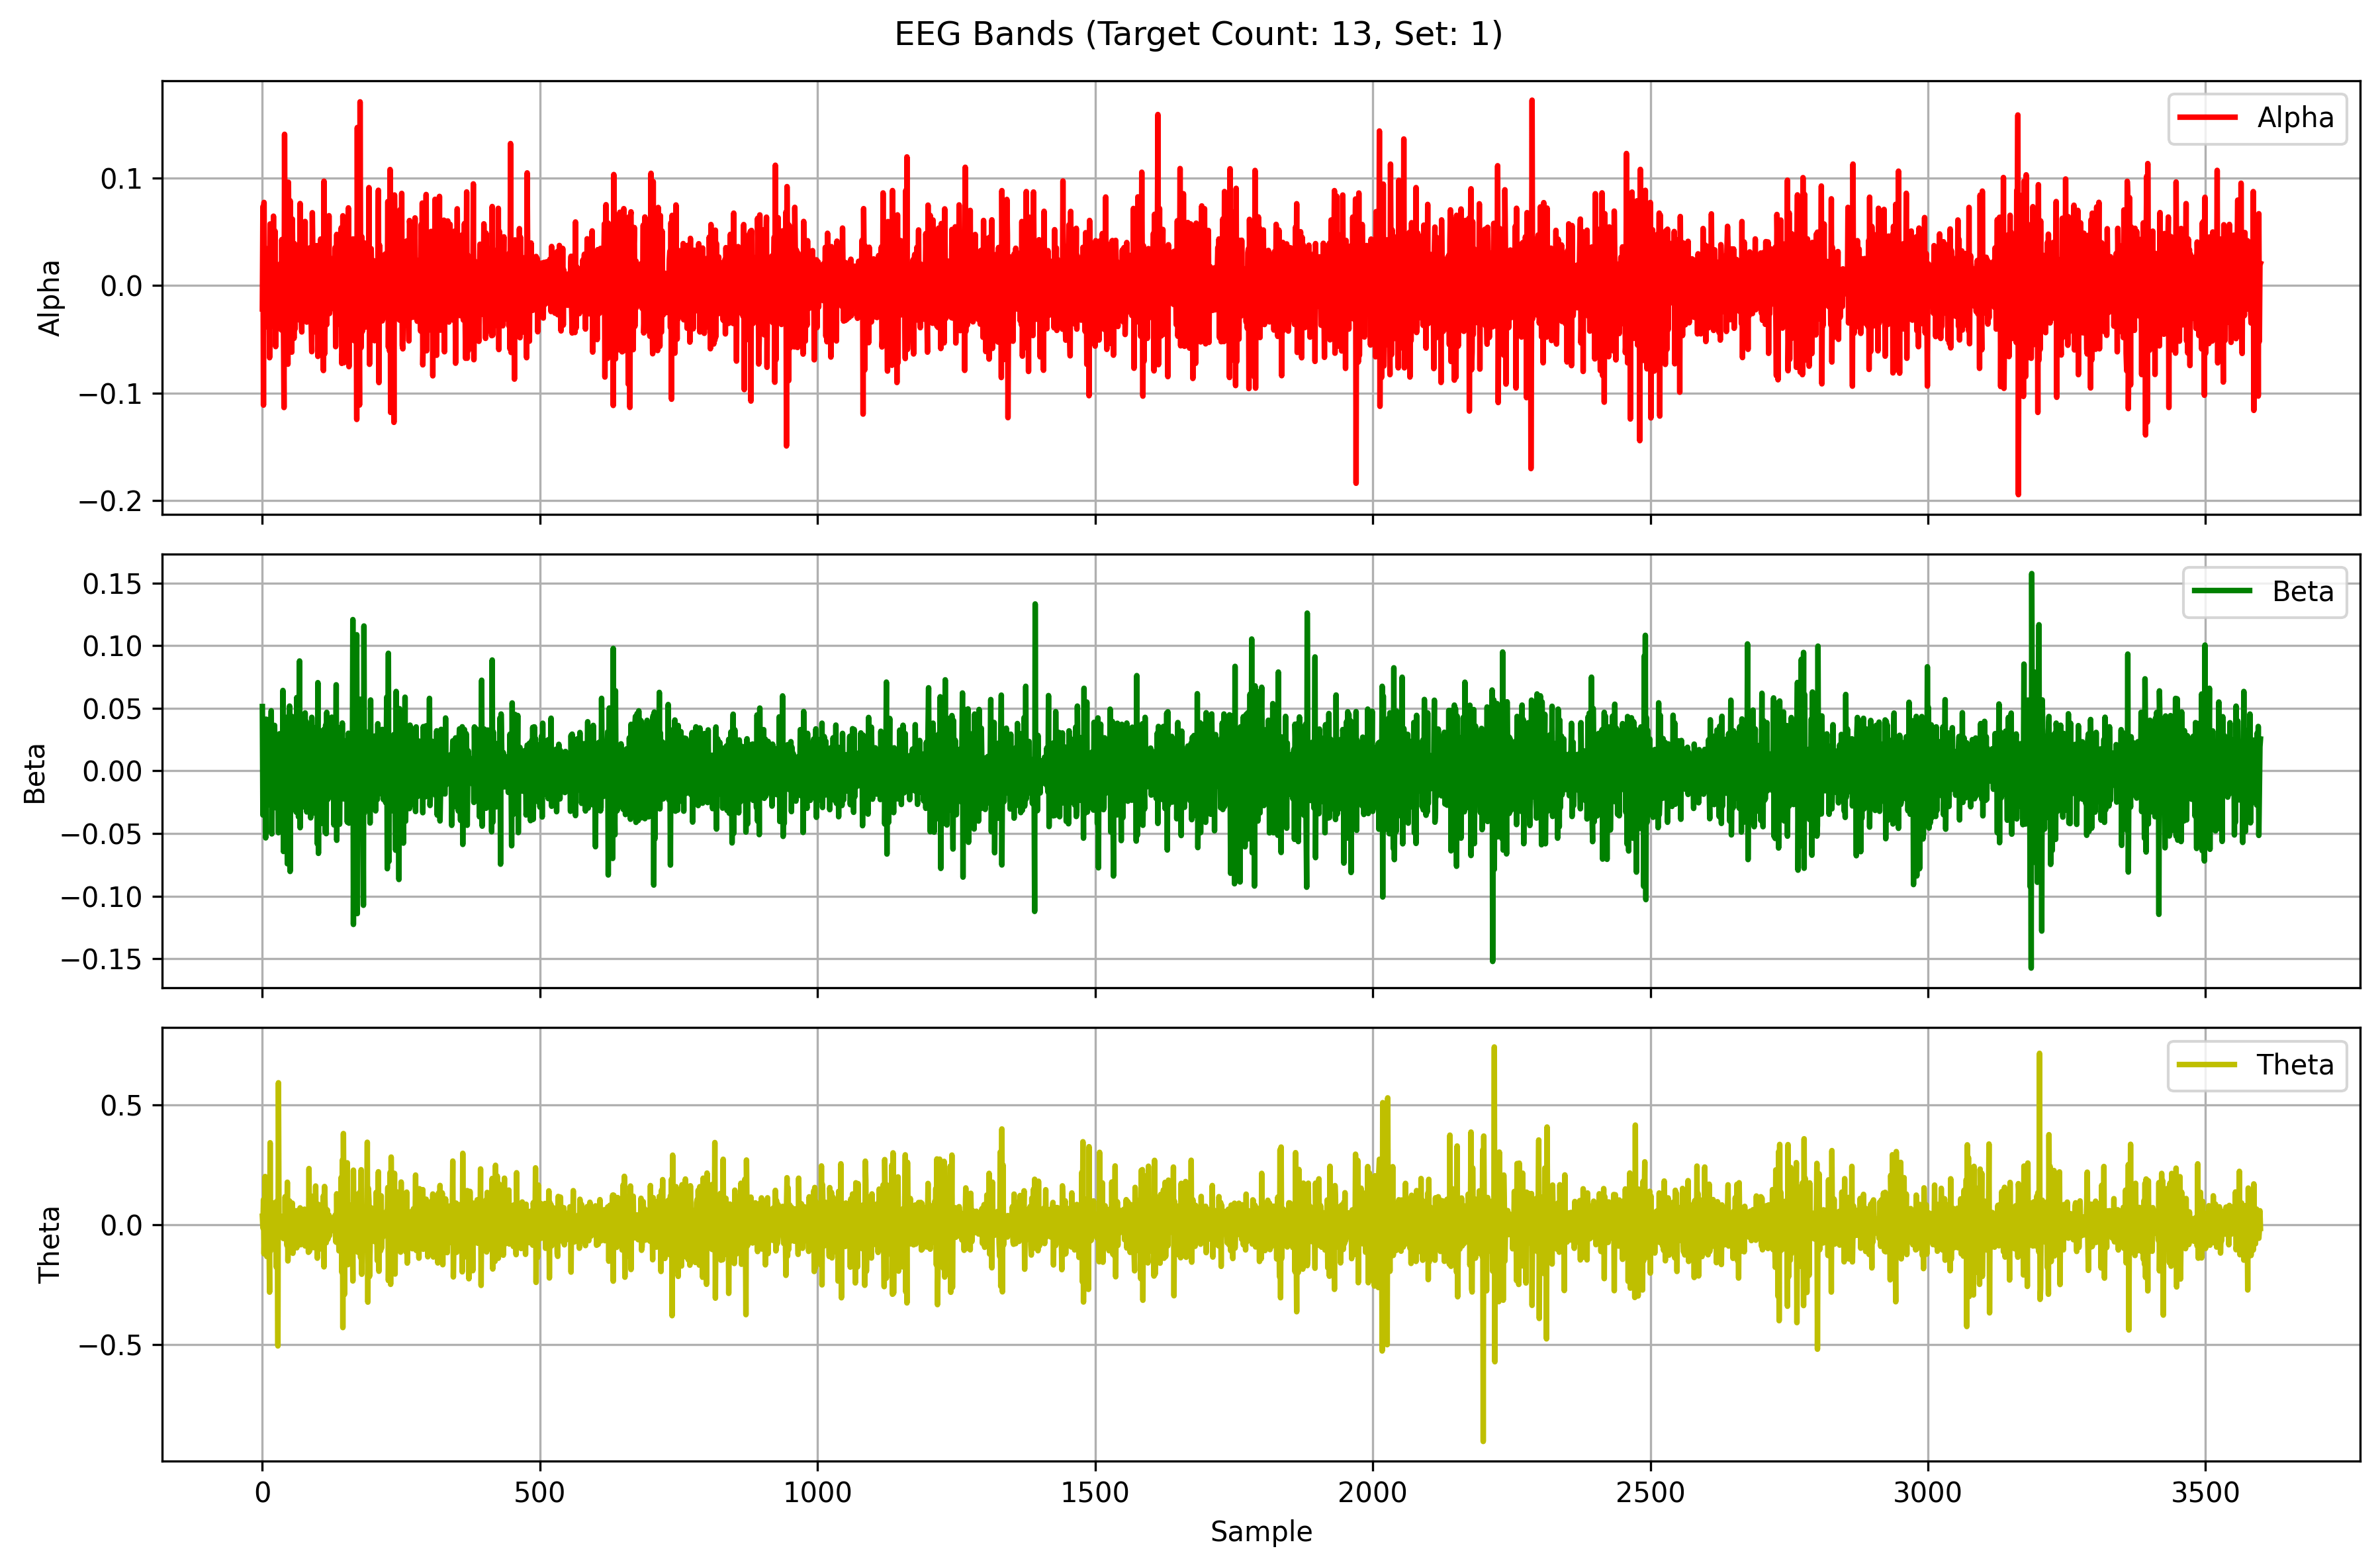 EEG Bands (Target Count: 13, Set: 1)
Alpha
0.1
0.0
−0.1
−0.2
Alpha
Beta
0.15
0.10
0.05
0.00
−0.05
−0.10
−0.15
Beta
Theta
0.5
0.0
−0.5
Theta
0 500 1000 1500 2000 2500 3000 3500
Sample